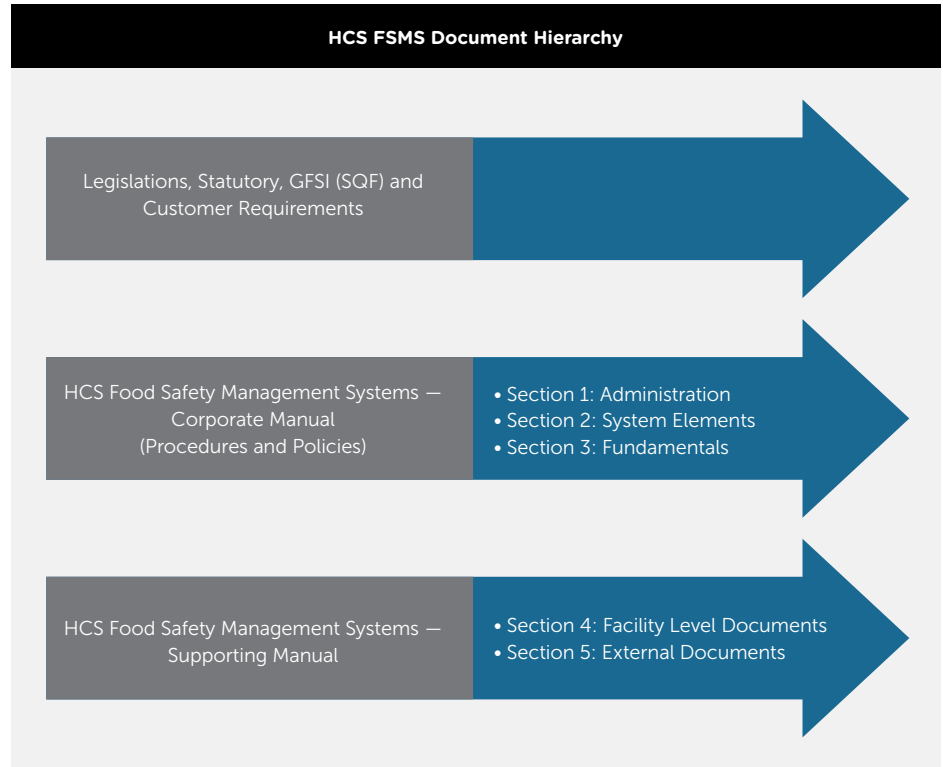 HCS FSMS Document Hierarchy
Legislations, Statutory, GFSI (SQF) and
Customer Requirements
HCS Food Safety Management Systems —
Corporate Manual
(Procedures and Policies)
• Section 1: Administration
• Section 2: System Elements
• Section 3: Fundamentals
HCS Food Safety Management Systems —
Supporting Manual
• Section 4: Facility Level Documents
• Section 5: External Documents